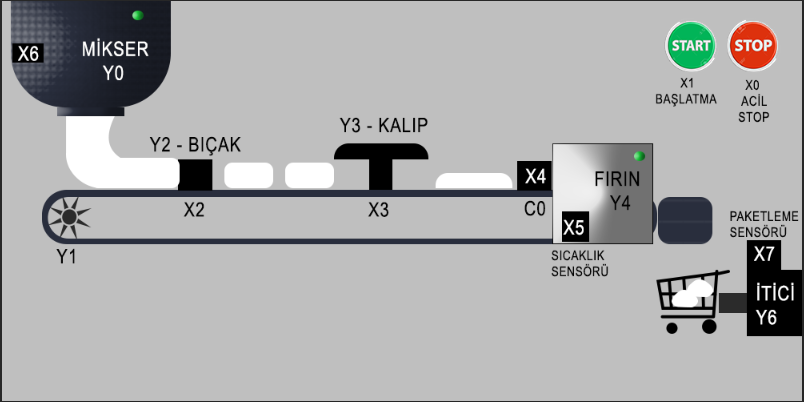 X6
MİKSER
Y0
START
STOP
X1
BAŞLATMA
X0
ACİL
STOP
Y2 - BIÇAK
Y3 - KALIP
X2
X3
X4
C0
FIRIN
Y4
X5
SICAKLIK
SENSÖRÜ
Y1
PAKETLEME
SENSÖRÜ
X7
İTİCİ
Y6